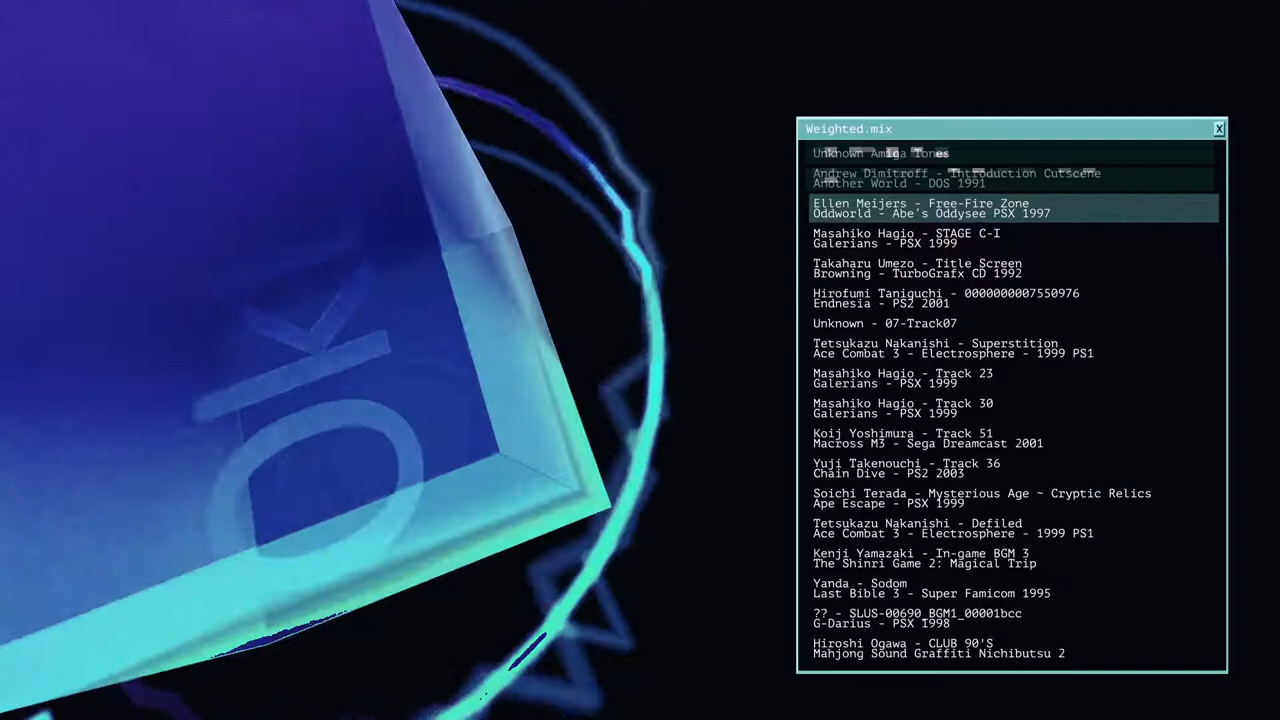 Weighted.mix
X
Unknown Amiga Tones
Andrew Dimitroff - Introduction Cutscene
Another World - DOS 1991
Ellen Meijers - Free-Fire Zone
Oddworld - Abe's Oddysee PSX 1997
Masahiko Hagio - STAGE C-I
Galerians - PSX 1999
Takaharu Umezo - Title Screen
Browning - TurboGrafx CD 1992
Hirofumi Taniguchi - 0000000007550976
Endnesia - PS2 2001
Unknown - 07-Track07
Tetsukazu Nakanishi - Superstition
Ace Combat 3 - Electrosphere - 1999 PS1
Masahiko Hagio - Track 23
Galerians - PSX 1999
Masahiko Hagio - Track 30
Galerians - PSX 1999
Koij Yoshimura - Track 51
Macross M3 - Sega Dreamcast 2001
Yuji Takenouchi - Track 36
Chain Dive - PS2 2003
Soichi Terada - Mysterious Age ~ Cryptic Relics
Ape Escape - PSX 1999
Tetsukazu Nakanishi - Defiled
Ace Combat 3 - Electrosphere - 1999 PS1
Kenji Yamazaki - In-game BGM 3
The Shinri Game 2: Magical Trip
Yanda - Sodom
Last Bible 3 - Super Famicom 1995
?? - SLUS-00690_BGM1_00001bcc
G-Darius - PSX 1998
Hiroshi Ogawa - CLUB 90'S
Mahjong Sound Graffiti Nichibutsu 2
Ok